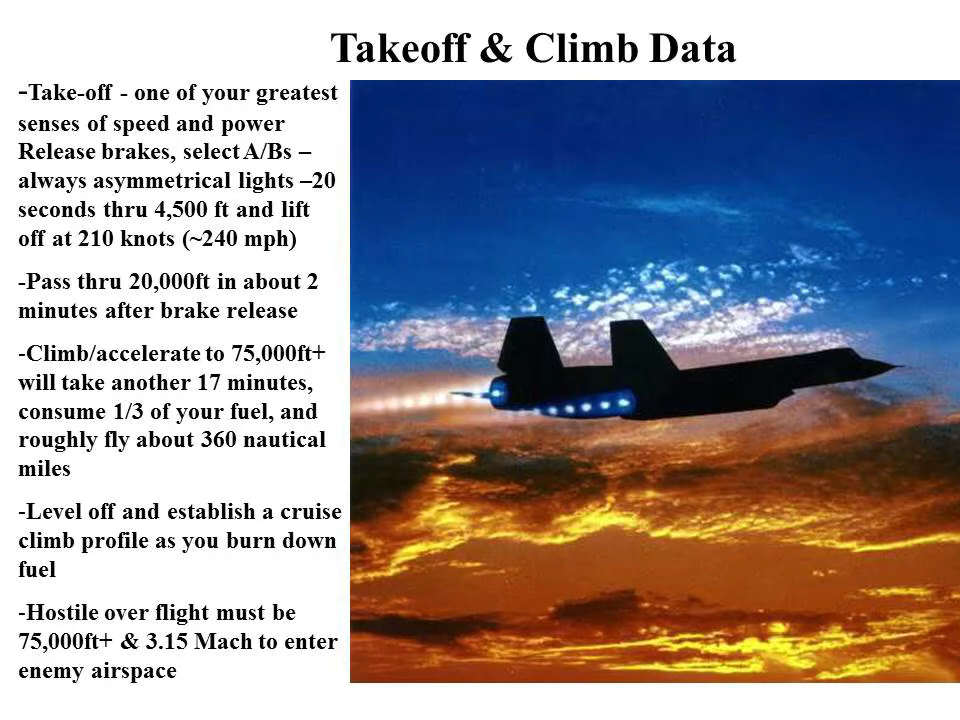 Takeoff & Climb Data
-Take-off - one of your greatest
senses of speed and power
Release brakes, select A/Bs –
always asymmetrical lights –20
seconds thru 4,500 ft and lift
off at 210 knots (~240 mph)
-Pass thru 20,000ft in about 2
minutes after brake release
-Climb/accelerate to 75,000ft+
will take another 17 minutes,
consume 1/3 of your fuel, and
roughly fly about 360 nautical
miles
-Level off and establish a cruise
climb profile as you burn down
fuel
-Hostile over flight must be
75,000ft+ & 3.15 Mach to enter
enemy airspace